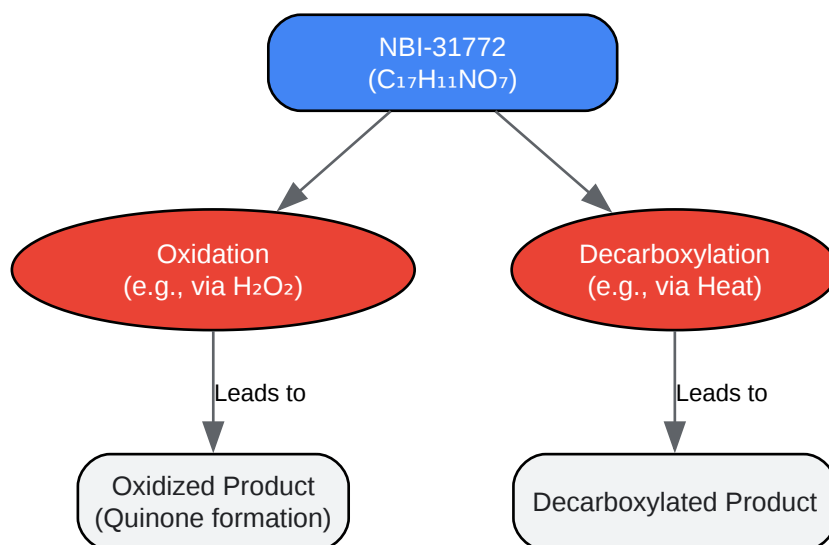 NBI-31772
(C₁₇H₁₁NO₇)
Oxidation
(e.g., via H₂O₂)
Decarboxylation
(e.g., via Heat)
Leads to
Leads to
Oxidized Product
(Quinone formation)
Decarboxylated Product